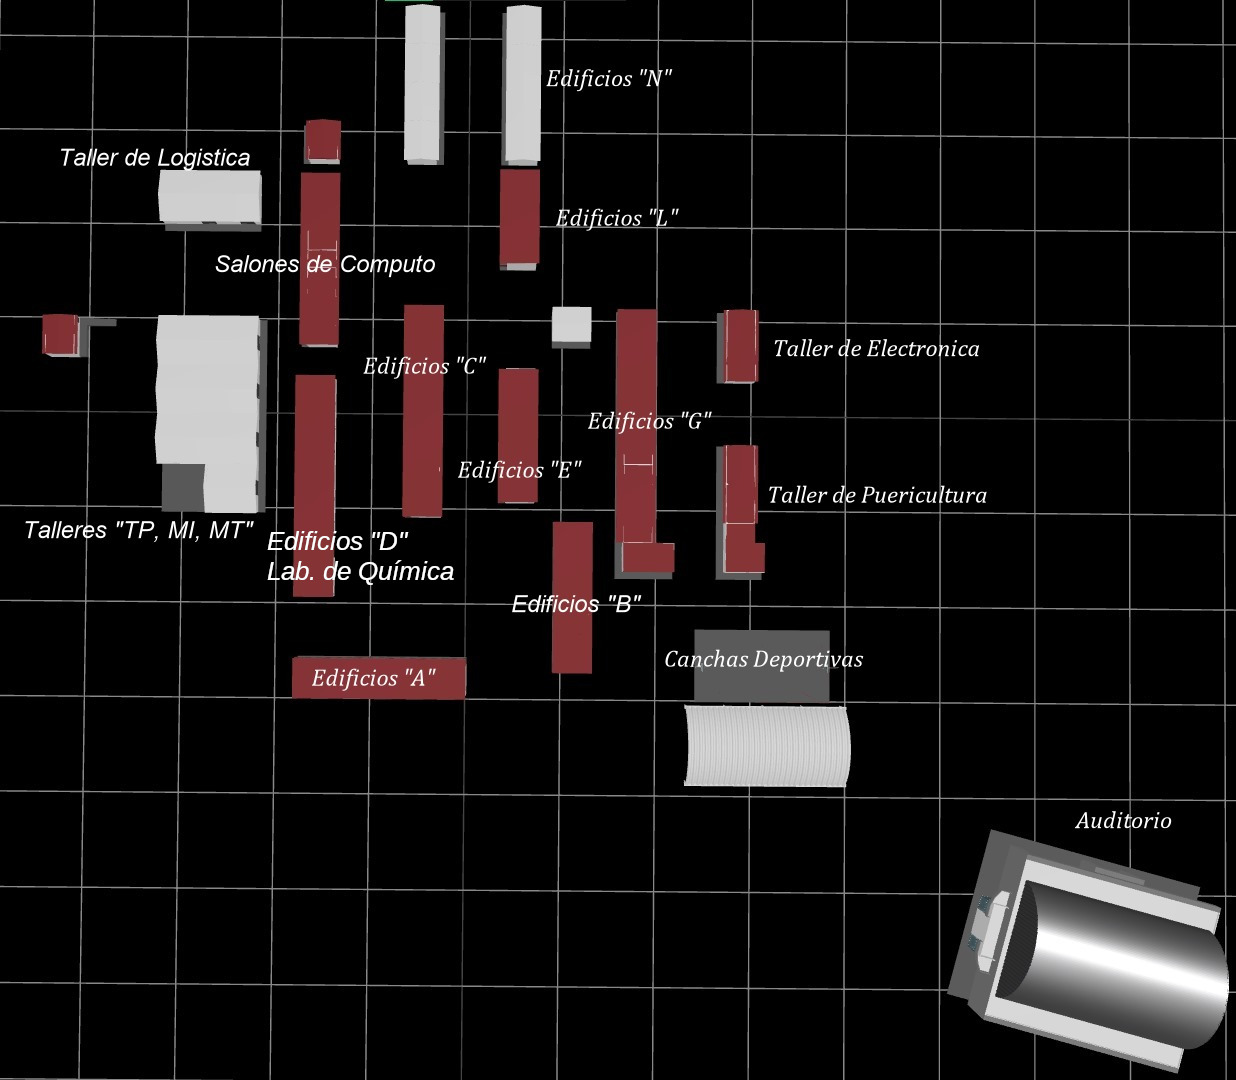 Edificios "N"
Taller de Logistica
Edificios "L"
Salones de Computo
Taller de Electronica
Edificios "C"
Edificios "G"
Edificios "E"
Taller de Puericultura
Talleres "TP, MI, MT"
Edificios "D"
Lab. de Química
Edificios "B"
Canchas Deportivas
Edificios "A"
Auditorio